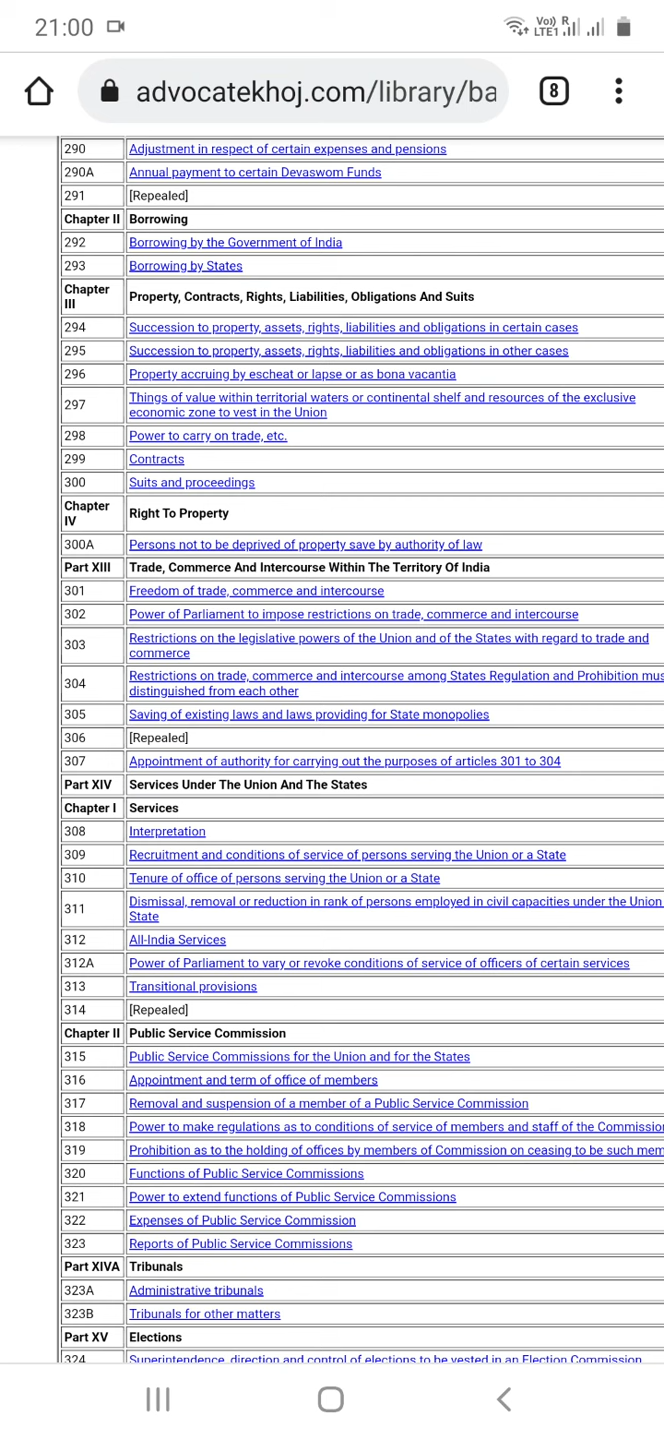 21:00
Vo) R
LTE1
advocatekhoj.com/library/ba
8
290 Adjustment in respect of certain expenses and pensions
290A Annual payment to certain Devaswom Funds
291 [Repealed]
Chapter II Borrowing
292 Borrowing by the Government of India
293 Borrowing by States
Chapter
III Property, Contracts, Rights, Liabilities, Obligations And Suits
294 Succession to property, assets, rights, liabilities and obligations in certain cases
295 Succession to property, assets, rights, liabilities and obligations in other cases
296 Property accruing by escheat or lapse or as bona vacantia
297 Things of value within territorial waters or continental shelf and resources of the exclusive
economic zone to vest in the Union
298 Power to carry on trade, etc.
299 Contracts
300 Suits and proceedings
Chapter
IV Right To Property
300A Persons not to be deprived of property save by authority of law
Part XIII Trade, Commerce And Intercourse Within The Territory Of India
301 Freedom of trade, commerce and intercourse
302 Power of Parliament to impose restrictions on trade, commerce and intercourse
303 Restrictions on the legislative powers of the Union and of the States with regard to trade and
commerce
304 Restrictions on trade, commerce and intercourse among States Regulation and Prohibition mus
distinguished from each other
305 Saving of existing laws and laws providing for State monopolies
306 [Repealed]
307 Appointment of authority for carrying out the purposes of articles 301 to 304
Part XIV Services Under The Union And The States
Chapter I Services
308 Interpretation
309 Recruitment and conditions of service of persons serving the Union or a State
310 Tenure of office of persons serving the Union or a State
311 Dismissal, removal or reduction in rank of persons employed in civil capacities under the Union
State
312 All-India Services
312A Power of Parliament to vary or revoke conditions of service of officers of certain services
313 Transitional provisions
314 [Repealed]
Chapter II Public Service Commission
315 Public Service Commissions for the Union and for the States
316 Appointment and term of office of members
317 Removal and suspension of a member of a Public Service Commission
318 Power to make regulations as to conditions of service of members and staff of the Commissio
319 Prohibition as to the holding of offices by members of Commission on ceasing to be such mem
320 Functions of Public Service Commissions
321 Power to extend functions of Public Service Commissions
322 Expenses of Public Service Commission
323 Reports of Public Service Commissions
Part XIVA Tribunals
323A Administrative tribunals
323B Tribunals for other matters
Part XV Elections
324 Superintendence, direction and control of elections to be vested in an Election Commission